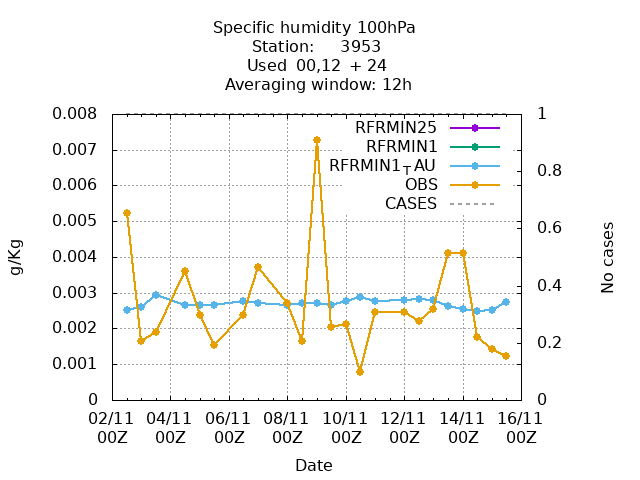 Specific humidity 100hPa
Station: 3953
Used 00,12 + 24
Averaging window: 12h
0.008
0.007
0.006
0.005
0.004
0.003
0.002
0.001
0
g/Kg
1
0.8
0.6
0.4
0.2
0
No cases
RFRMIN25
RFRMIN1
RFRMIN1TAU
OBS
CASES
02/11 04/11 06/11 08/11 10/11 12/11 14/11 16/11
00Z 00Z 00Z 00Z 00Z 00Z 00Z 00Z
Date